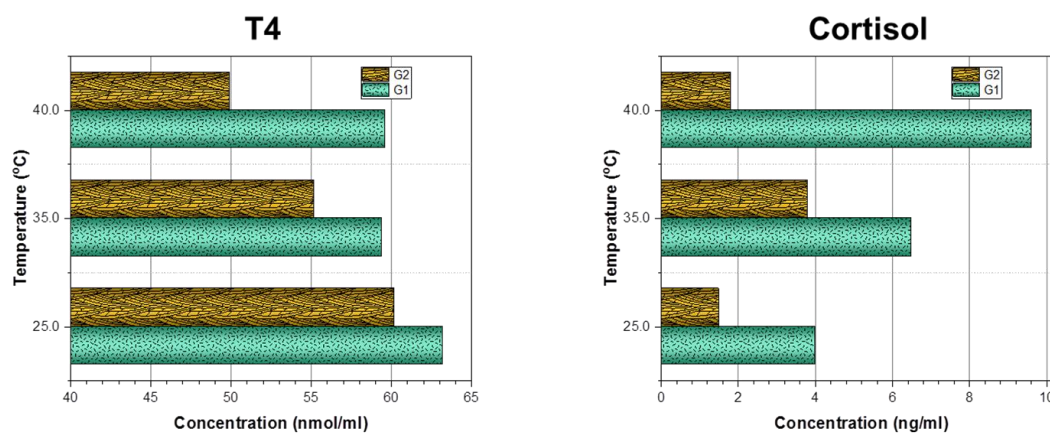 T4
G2
G1
40.0
35.0
25.0
Temperature (ºC)
40 45 50 55 60 65
Concentration (nmol/ml)
Cortisol
G2
G1
40.0
35.0
25.0
Temperature (ºC)
0 2 4 6 8 10
Concentration (ng/ml)